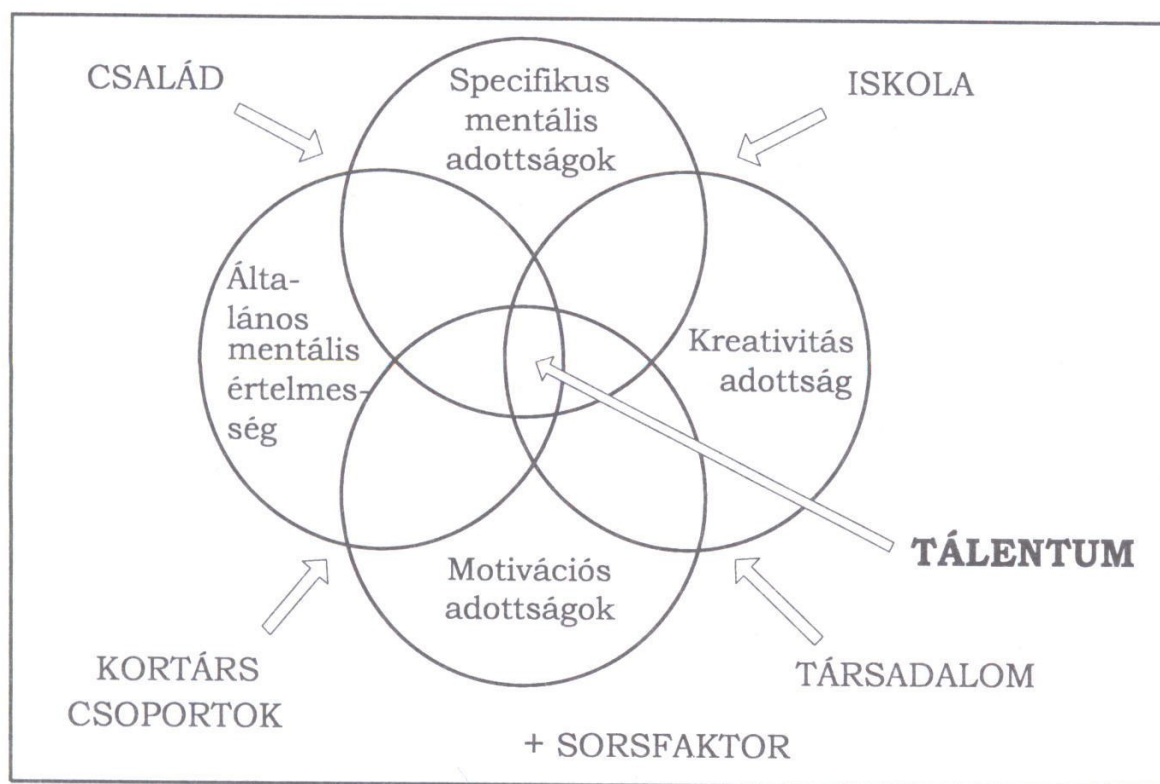 CSALÁD
Specifikus
mentális
adottságok
ISKOLA
Álta-
lános
mentális
értelmes-
ség
Kreativitás
adottság
TÁLENTUM
Motivációs
adottságok
KORTÁRS
CSOPORTOK
TÁRSADALOM
+ SORSFAKTOR